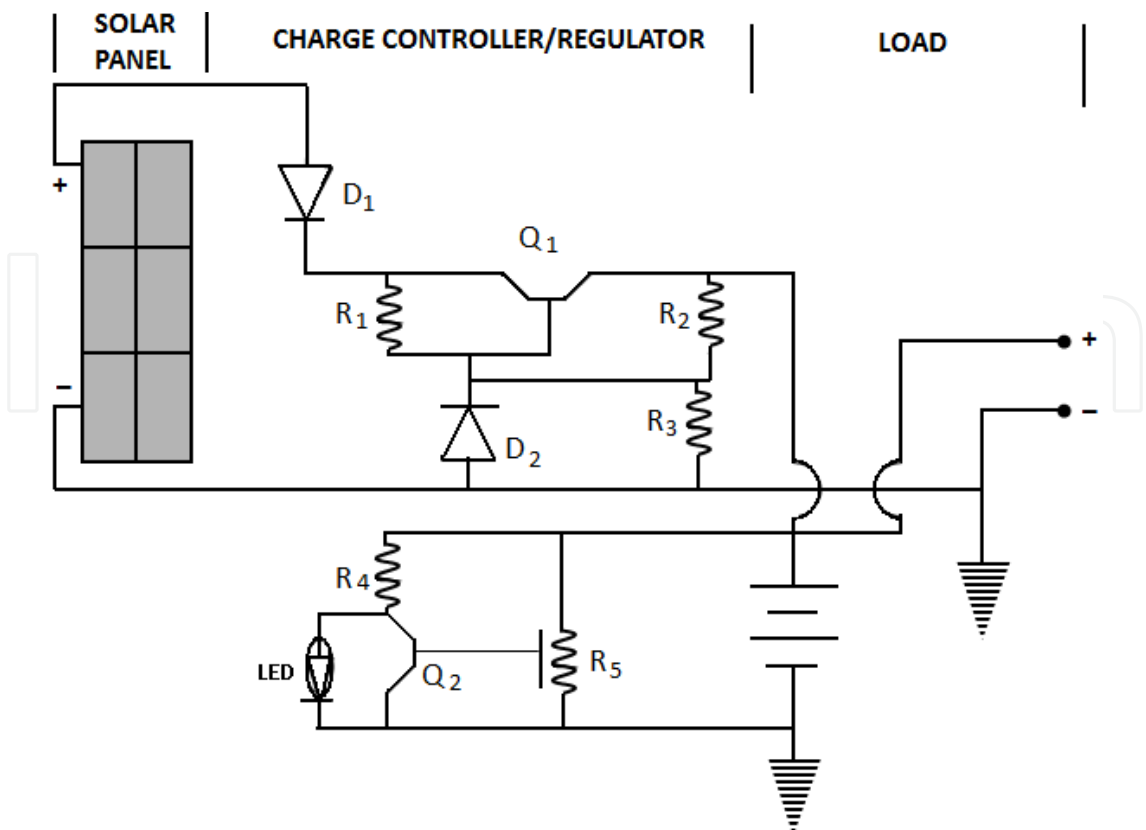 SOLAR
PANEL
CHARGE CONTROLLER/REGULATOR
LOAD
+
D1
Q1
R1
R2
+
−
−
R3
D2
R4
LED
Q2
R5